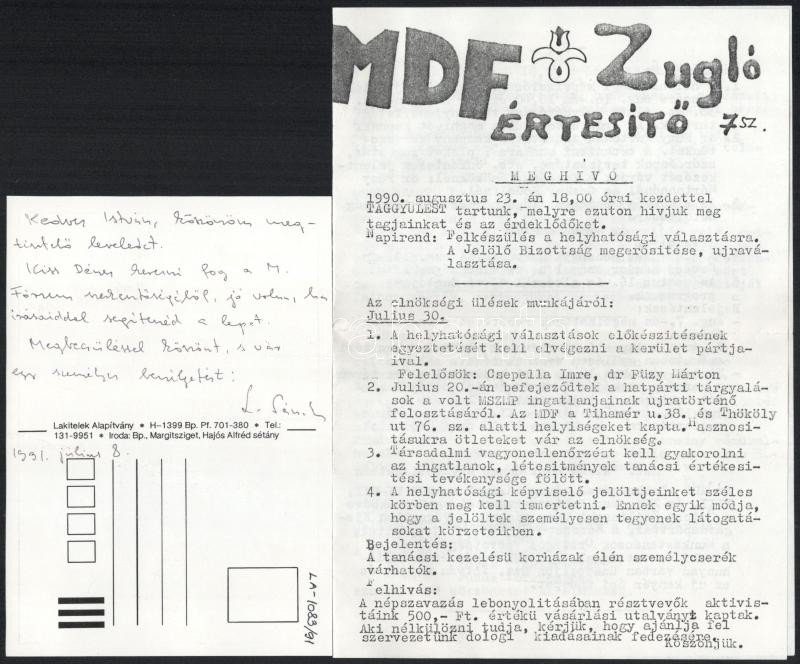 Kedves István, köszönöm meg-
tisztelő leveledet.
Kiss Dénes keresni fog a M.
Fórum szerkesztőségéből, jó volna, ha
írásaiddal segítenéd a lapot.
Megbecsüléssel köszönt, s vár
egy személyes beszélgetést:
L. Sándor
Lakitelek Alapítvány • H–1399 Bp. Pf. 701-380 • Tel.:
131-9951 • Iroda: Bp., Margitsziget, Hajós Alfréd sétány
1991. július 8.
LA-1083/91
MDF Zugló
ÉRTESITŐ 7sz.
MEGHIVÓ
1990. augusztus 23. án 18,00 órai kezdettel
TAGGYÜLÉST tartunk, melyre ezuton hivjuk meg
tagjainkat és az érdeklődőket.
Napirend: Felkészülés a helyhatósági választásra.
A Jelölő Bizottság megerősitése, ujravá-
lasztása.
Az elnökségi ülések munkájáról:
Julius 30.
1. A helyhatósági választások előkészitésének
egyeztetését kell elvégezni a kerület pártja-
ival.
Felelősök: Csepella Imre, dr Füzy Márton
2. Julius 20.-án befejeződtek a hatpárti tárgyalá-
sok a volt MSZMP ingatlanjainak ujratörténő
felosztásáról. Az MDF a Tihamér u.38. és Thököly
ut 76. sz. alatti helyiségeket kapta. Hasznosi-
tásukra ötleteket vár az elnökség.
3. Társadalmi vagyonellenőrzést kell gyakorolni
az ingatlanok, létesitmények tanácsi értékesi-
tési tevékenysége fölött.
4. A helyhatósági képviselő jelöltjeinket széles
körben meg kell ismertetni. Ennek egyik módja,
hogy a jelöltek személyesen tegyenek látogatá-
sokat körzeteikben.
Bejelentés:
A tanácsi kezelésü korházak élén személycserék
várhatók.
Felhivás:
A népszavazás lebonyolitásában résztvevők aktivis-
táink 500,- Ft. értékü vásárlási utalványt kaptak.
Aki nélkülözni tudja, kérjük, hogy ajánlja fel
szervezetünk dologi kiadásainak fedezésére.
Köszönjük.